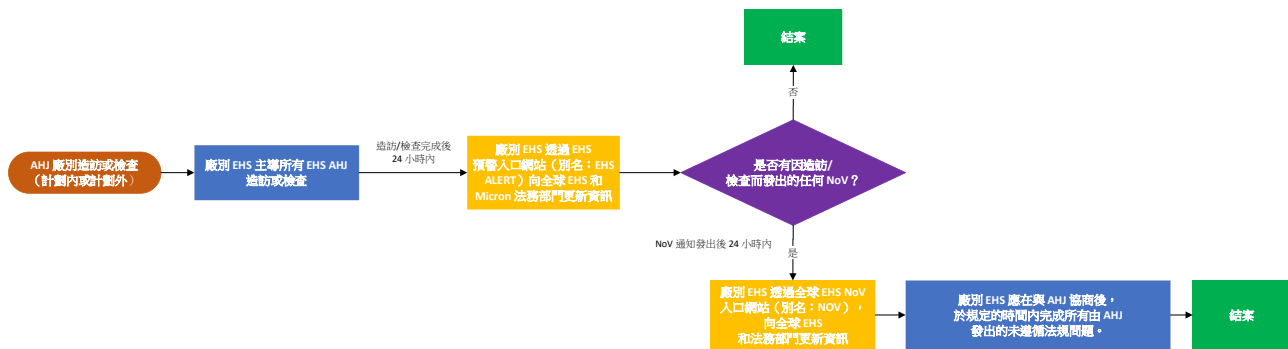 結案
否
AHJ 廠別造訪或檢查
（計劃內或計劃外）
廠別 EHS 主導所有 EHS AHJ
造訪或檢查
造訪/檢查完成後
24 小時內
廠別 EHS 透過 EHS
預警入口網站（別名：EHS
ALERT）向全球 EHS 和
Micron 法務部門更新資訊
是否有因造訪/
檢查而發出的任何 NoV？
NoV 通知發出後 24 小時內
是
廠別 EHS 透過全球 EHS NoV
入口網站（別名：NOV），
向全球 EHS
和法務部門更新資訊
廠別 EHS 應在與 AHJ 協商後，
於規定的時間內完成所有由 AHJ
發出的未遵循法規問題。
結案